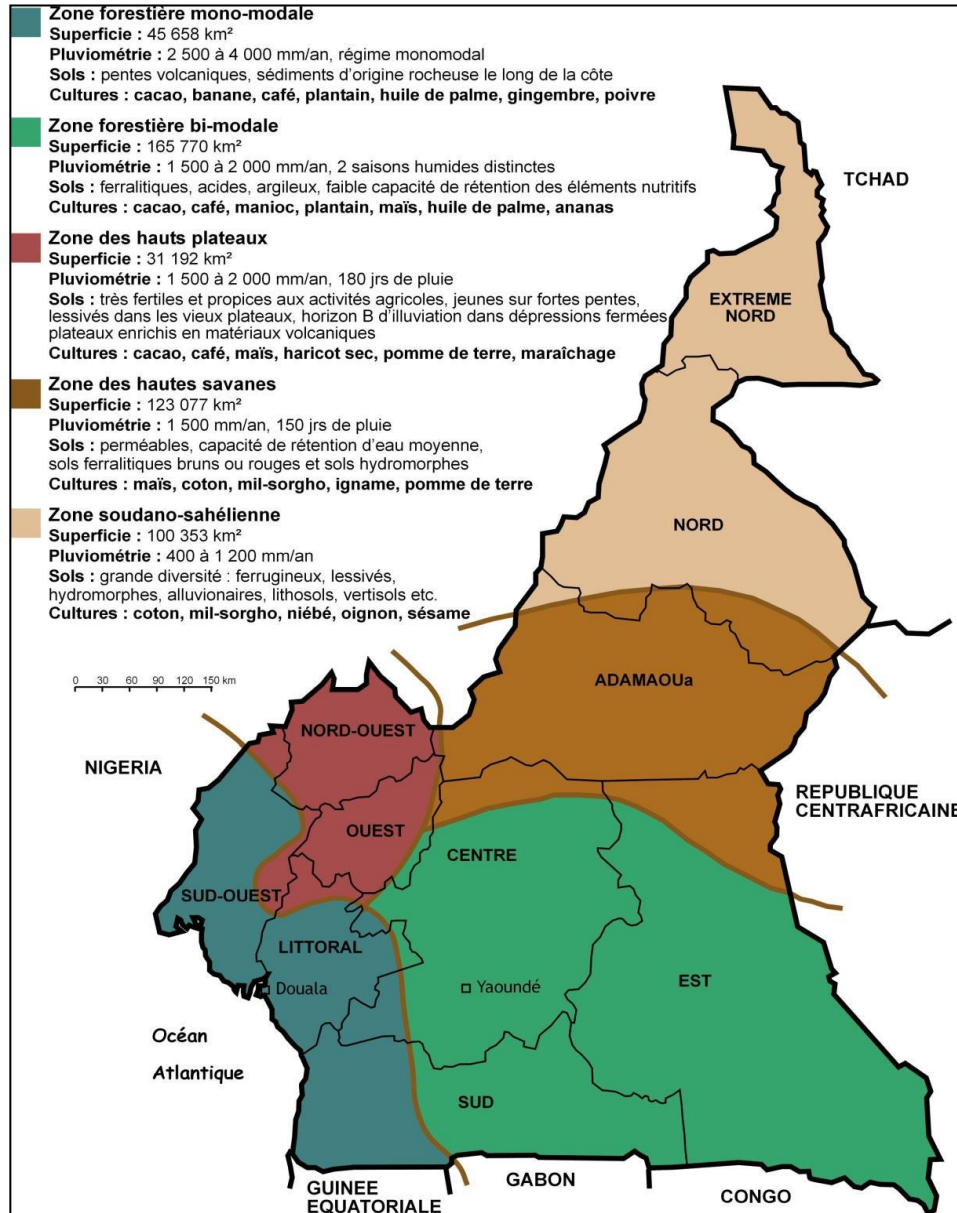 Zone forestière mono-modale
Superficie : 45 658 km²
Pluviométrie : 2 500 à 4 000 mm/an, régime monomodal
Sols : pentes volcaniques, sédiments d'origine rocheuse le long de la côte
Cultures : cacao, banane, café, plantain, huile de palme, gingembre, poivre
Zone forestière bi-modale
Superficie : 165 770 km²
Pluviométrie : 1 500 à 2 000 mm/an, 2 saisons humides distinctes
Sols : ferralitiques, acides, argileux, faible capacité de rétention des éléments nutritifs
Cultures : cacao, café, manioc, plantain, maïs, huile de palme, ananas
Zone des hauts plateaux
Superficie : 31 192 km²
Pluviométrie : 1 500 à 2 000 mm/an, 180 jrs de pluie
Sols : très fertiles et propices aux activités agricoles, jeunes sur fortes pentes,
lessivés dans les vieux plateaux, horizon B d'illuviation dans dépressions fermées
plateaux enrichis en matériaux volcaniques
Cultures : cacao, café, maïs, haricot sec, pomme de terre, maraîchage
Zone des hautes savanes
Superficie : 123 077 km²
Pluviométrie : 1 500 mm/an, 150 jrs de pluie
Sols : perméables, capacité de rétention d'eau moyenne,
sols ferralitiques bruns ou rouges et sols hydromorphes
Cultures : maïs, coton, mil-sorgho, igname, pomme de terre
Zone soudano-sahélienne
Superficie : 100 353 km²
Pluviométrie : 400 à 1 200 mm/an
Sols : grande diversité : ferrugineux, lessivés,
hydromorphes, alluvionaires, lithosols, vertisols etc.
Cultures : coton, mil-sorgho, niébé, oignon, sésame
0 30 60 90 120 150 km
TCHAD
EXTREME
NORD
NORD
ADAMAOUa
NORD-OUEST
NIGERIA
REPUBLIQUE
CENTRAFRICAINE
OUEST
CENTRE
SUD-OUEST
LITTORAL
EST
Douala
Yaoundé
Océan
Atlantique
SUD
GUINEE
EQUATORIALE
GABON
CONGO